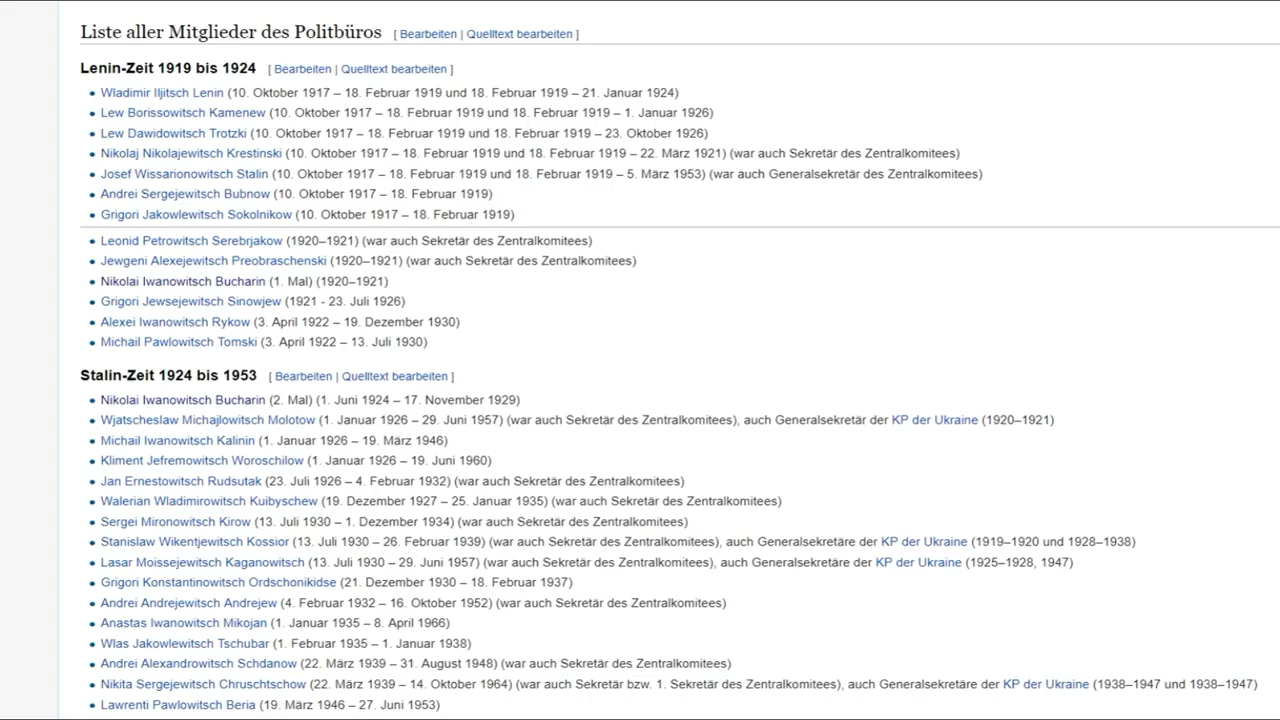 Liste aller Mitglieder des Politbüros [ Bearbeiten | Quelltext bearbeiten ]
Lenin-Zeit 1919 bis 1924 [ Bearbeiten | Quelltext bearbeiten ]
• Wladimir Iljitsch Lenin (10. Oktober 1917 – 18. Februar 1919 und 18. Februar 1919 – 21. Januar 1924)
• Lew Borissowitsch Kamenew (10. Oktober 1917 – 18. Februar 1919 und 18. Februar 1919 – 1. Januar 1926)
• Lew Dawidowitsch Trotzki (10. Oktober 1917 – 18. Februar 1919 und 18. Februar 1919 – 23. Oktober 1926)
• Nikolaj Nikolajewitsch Krestinski (10. Oktober 1917 – 18. Februar 1919 und 18. Februar 1919 – 22. März 1921) (war auch Sekretär des Zentralkomitees)
• Josef Wissarionowitsch Stalin (10. Oktober 1917 – 18. Februar 1919 und 18. Februar 1919 – 5. März 1953) (war auch Generalsekretär des Zentralkomitees)
• Andrei Sergejewitsch Bubnow (10. Oktober 1917 – 18. Februar 1919)
• Grigori Jakowlewitsch Sokolnikow (10. Oktober 1917 – 18. Februar 1919)
• Leonid Petrowitsch Serebrjakow (1920–1921) (war auch Sekretär des Zentralkomitees)
• Jewgeni Alexejewitsch Preobraschenski (1920–1921) (war auch Sekretär des Zentralkomitees)
• Nikolai Iwanowitsch Bucharin (1. Mal) (1920–1921)
• Grigori Jewsejewitsch Sinowjew (1921 - 23. Juli 1926)
• Alexei Iwanowitsch Rykow (3. April 1922 – 19. Dezember 1930)
• Michail Pawlowitsch Tomski (3. April 1922 – 13. Juli 1930)
Stalin-Zeit 1924 bis 1953 [ Bearbeiten | Quelltext bearbeiten ]
• Nikolai Iwanowitsch Bucharin (2. Mal) (1. Juni 1924 – 17. November 1929)
• Wjatscheslaw Michajlowitsch Molotow (1. Januar 1926 – 29. Juni 1957) (war auch Sekretär des Zentralkomitees), auch Generalsekretär der KP der Ukraine (1920–1921)
• Michail Iwanowitsch Kalinin (1. Januar 1926 – 19. März 1946)
• Kliment Jefremowitsch Woroschilow (1. Januar 1926 – 19. Juni 1960)
• Jan Ernestowitsch Rudsutak (23. Juli 1926 – 4. Februar 1932) (war auch Sekretär des Zentralkomitees)
• Walerian Wladimirowitsch Kuibyschew (19. Dezember 1927 – 25. Januar 1935) (war auch Sekretär des Zentralkomitees)
• Sergei Mironowitsch Kirow (13. Juli 1930 – 1. Dezember 1934) (war auch Sekretär des Zentralkomitees)
• Stanislaw Wikentjewitsch Kossior (13. Juli 1930 – 26. Februar 1939) (war auch Sekretär des Zentralkomitees), auch Generalsekretäre der KP der Ukraine (1919–1920 und 1928–1938)
• Lasar Moissejewitsch Kaganowitsch (13. Juli 1930 – 29. Juni 1957) (war auch Sekretär des Zentralkomitees), auch Generalsekretäre der KP der Ukraine (1925–1928, 1947)
• Grigori Konstantinowitsch Ordschonikidse (21. Dezember 1930 – 18. Februar 1937)
• Andrei Andrejewitsch Andrejew (4. Februar 1932 – 16. Oktober 1952) (war auch Sekretär des Zentralkomitees)
• Anastas Iwanowitsch Mikojan (1. Januar 1935 – 8. April 1966)
• Wlas Jakowlewitsch Tschubar (1. Februar 1935 – 1. Januar 1938)
• Andrei Alexandrowitsch Schdanow (22. März 1939 – 31. August 1948) (war auch Sekretär des Zentralkomitees)
• Nikita Sergejewitsch Chruschtschow (22. März 1939 – 14. Oktober 1964) (war auch Sekretär bzw. 1. Sekretär des Zentralkomitees), auch Generalsekretäre der KP der Ukraine (1938–1947 und 1938–1947)
• Lawrenti Pawlowitsch Beria (19. März 1946 – 27. Juni 1953)